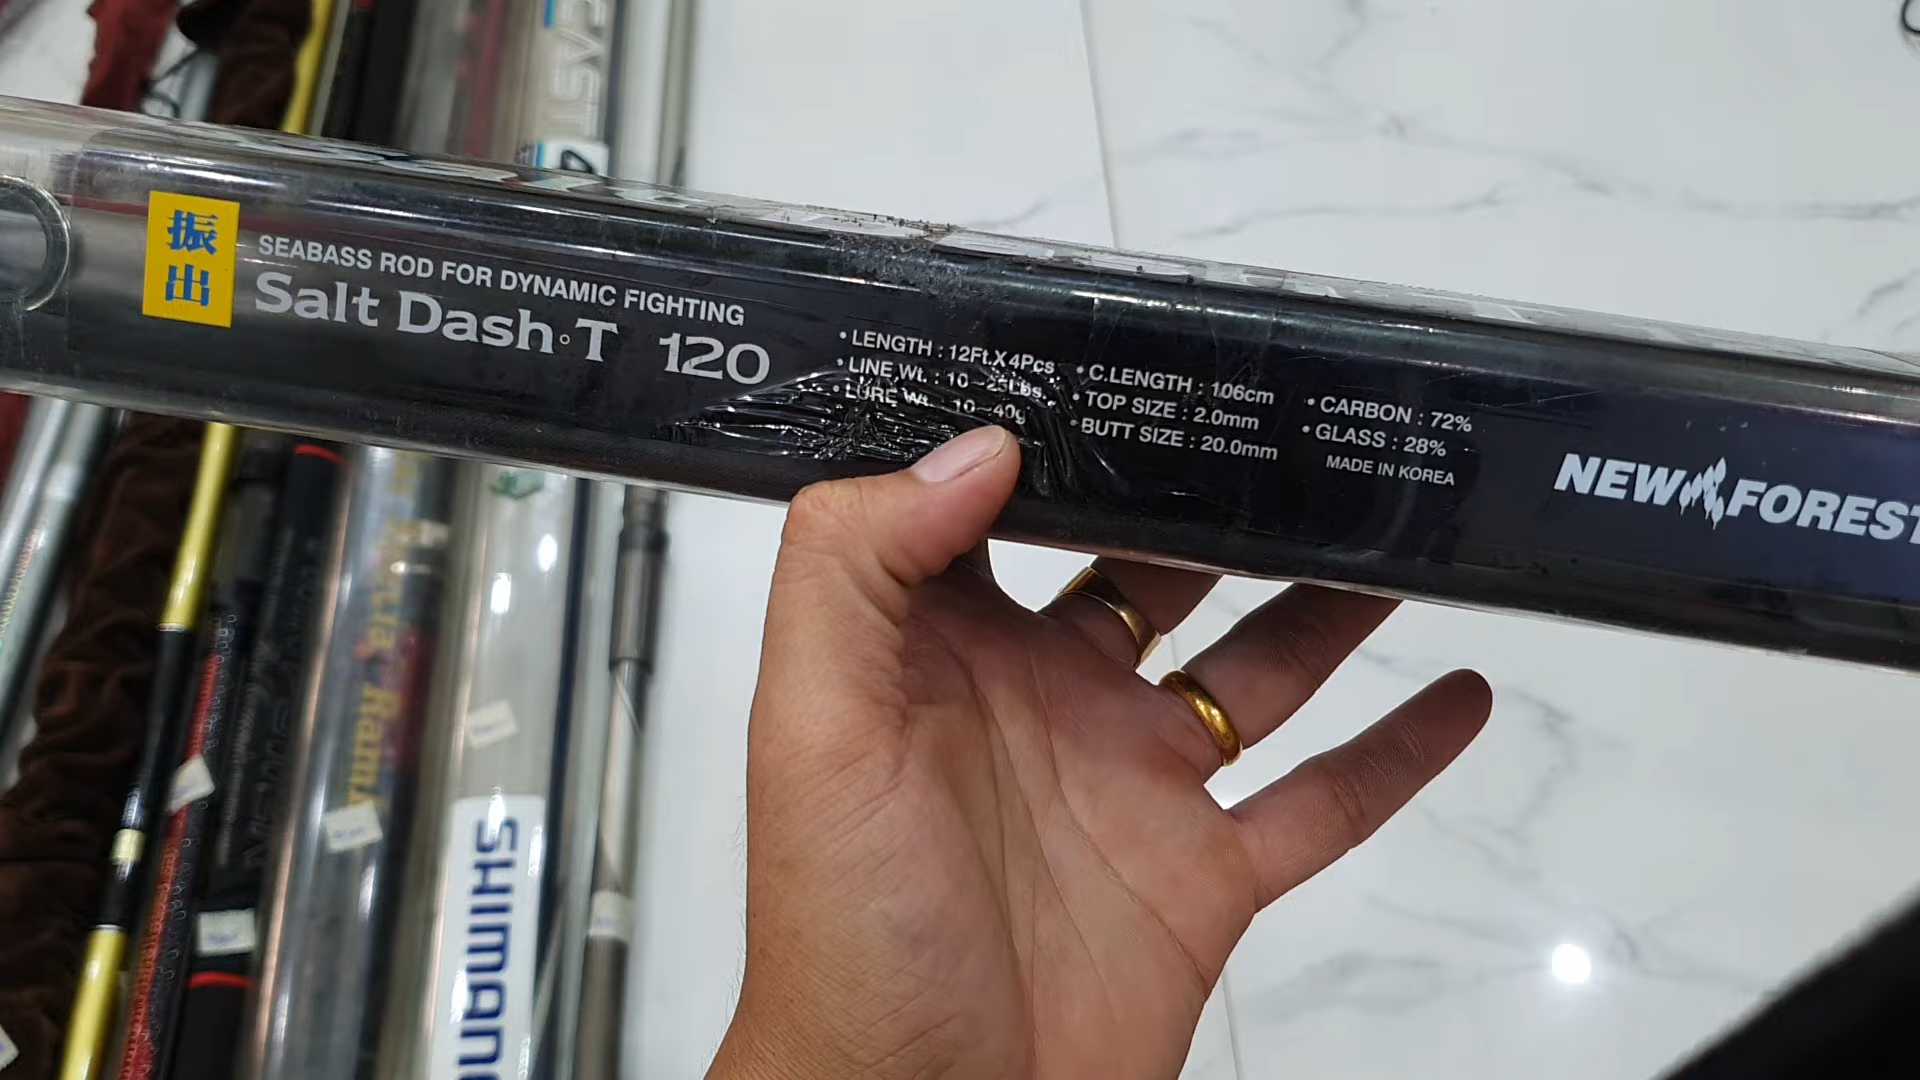 振出
SEABASS ROD FOR DYNAMIC FIGHTING
Salt Dash·T 120
• LENGTH : 12Ft.X4Pcs
• LINE Wt. : 10~25Lbs.
• LURE Wt. : 10~40g
• C.LENGTH : 106cm
• TOP SIZE : 2.0mm
• BUTT SIZE : 20.0mm
• CARBON : 72%
• GLASS : 28%
MADE IN KOREA
NEW FOREST
SHIMANO